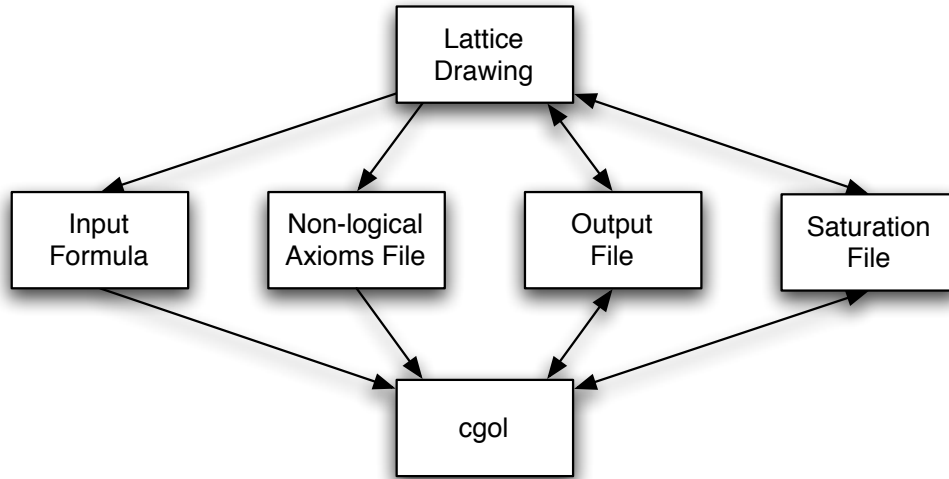 Lattice
Drawing
Input
Formula
Non-logical
Axioms File
Output
File
Saturation
File
cgol